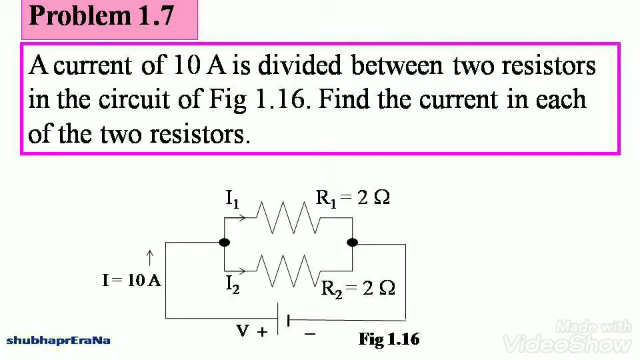 Problem 1.7
A current of 10 A is divided between two resistors
in the circuit of Fig 1.16. Find the current in each
of the two resistors.
I₁ R₁ = 2 Ω
I = 10 A
I₂ R₂ = 2 Ω
V + −
Fig 1.16
shubhaprEraNa
Made with
VideoShow